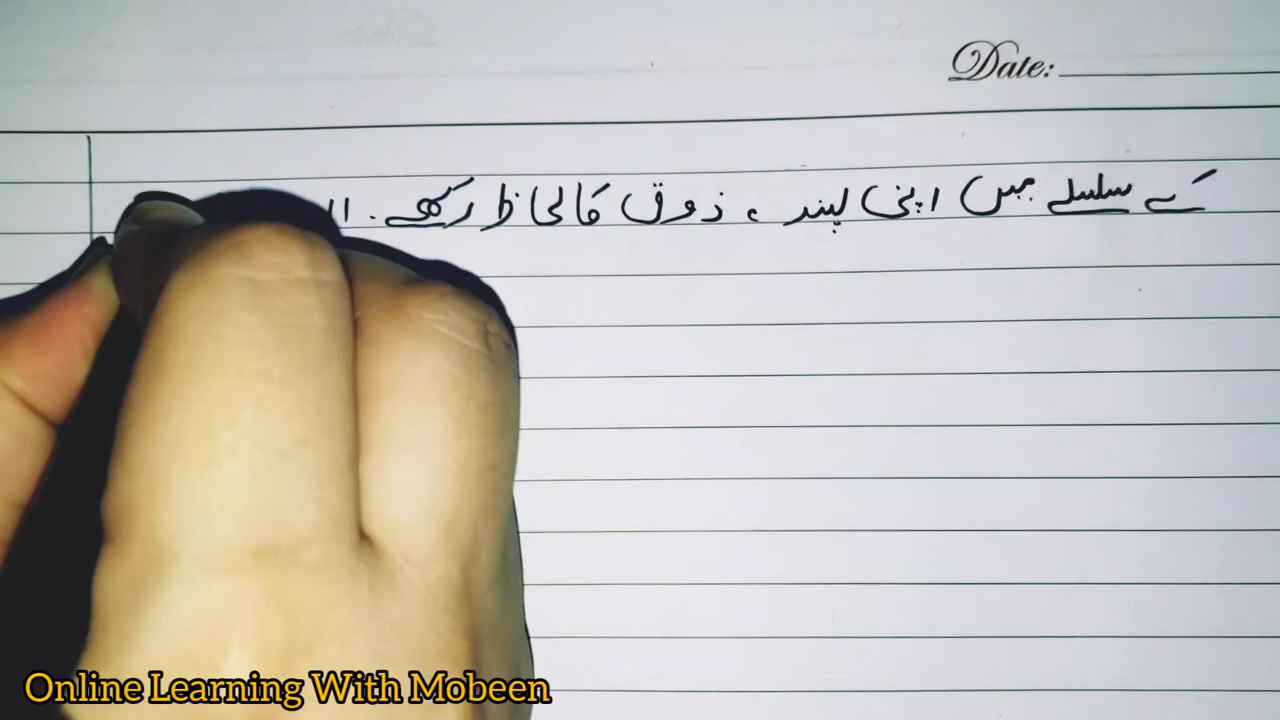 Date:
کے سلسلے میں اپنی پسند ، ذوق کا لحاظ رکھے .
Online Learning With Mobeen